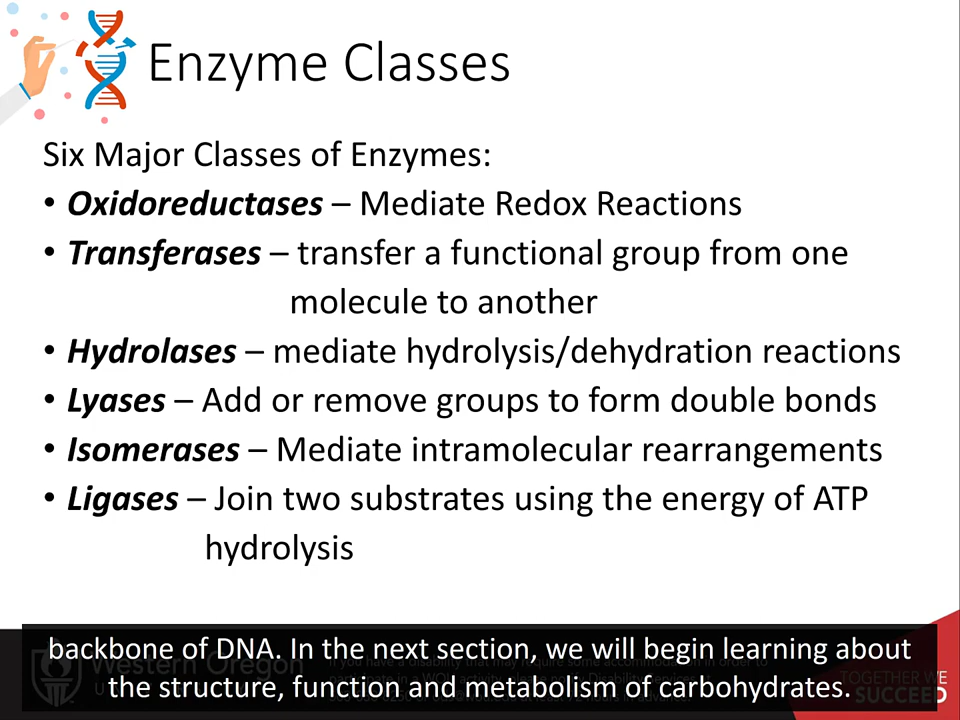 Enzyme Classes
Six Major Classes of Enzymes:
• Oxidoreductases – Mediate Redox Reactions
• Transferases – transfer a functional group from one
molecule to another
• Hydrolases – mediate hydrolysis/dehydration reactions
• Lyases – Add or remove groups to form double bonds
• Isomerases – Mediate intramolecular rearrangements
• Ligases – Join two substrates using the energy of ATP
hydrolysis
backbone of DNA. In the next section, we will begin learning about
the structure, function and metabolism of carbohydrates.
Western Oregon
TOGETHER WE
SUCCEED